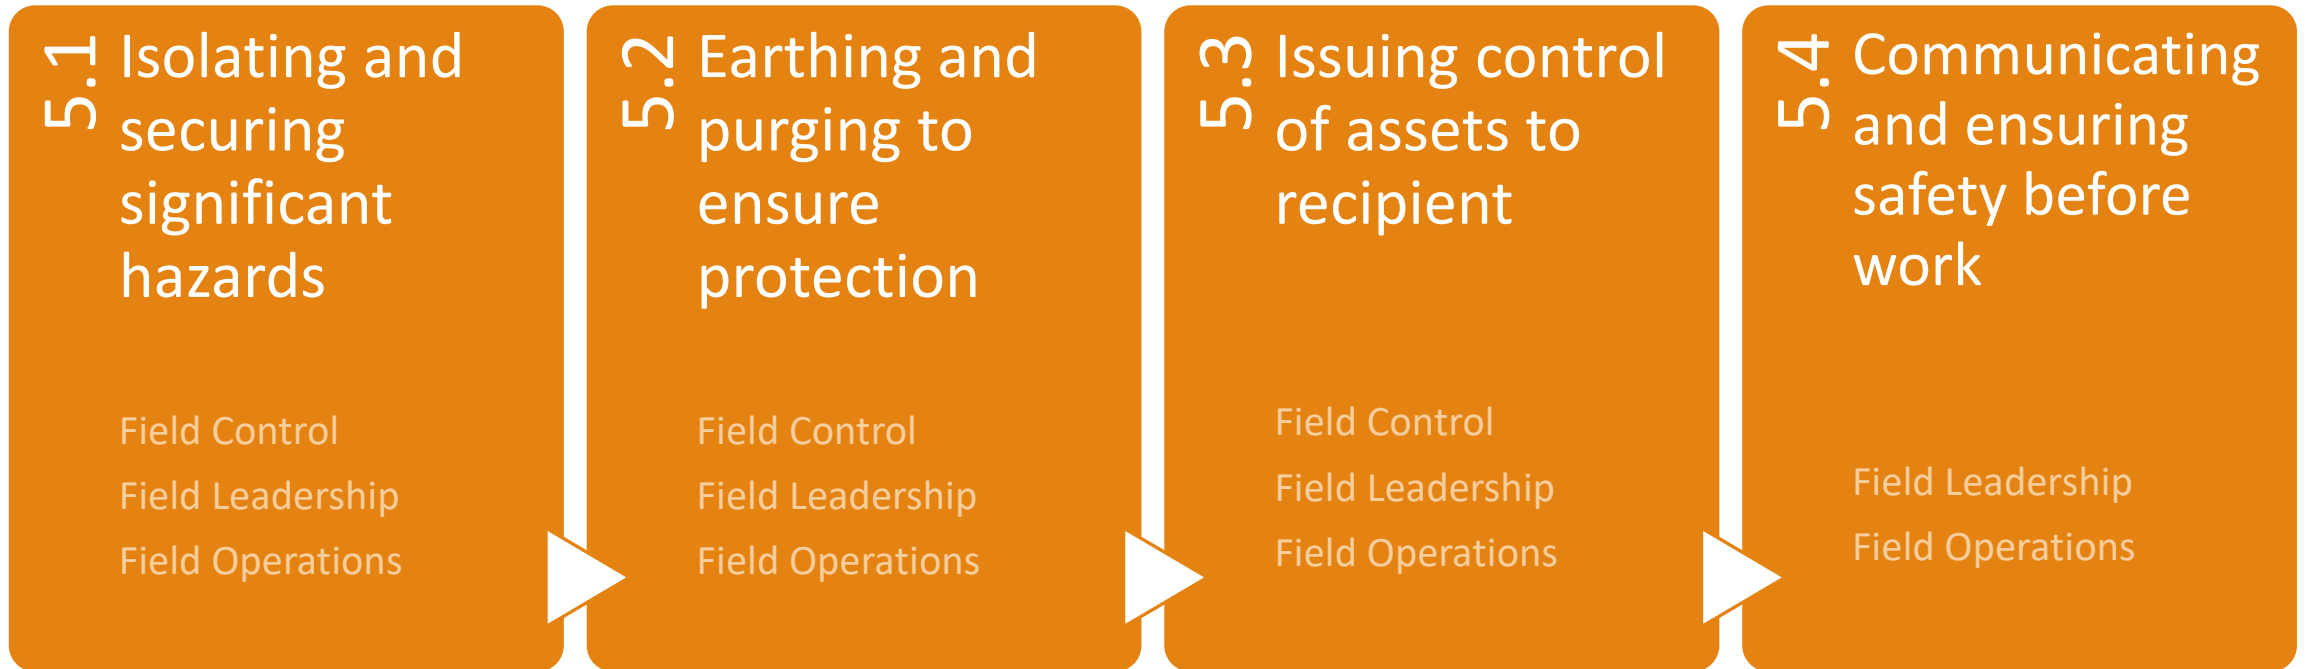 5.1
Isolating and
securing
significant
hazards
Field Control
Field Leadership
Field Operations
5.2
Earthing and
purging to
ensure
protection
Field Control
Field Leadership
Field Operations
5.3
Issuing control
of assets to
recipient
Field Control
Field Leadership
Field Operations
5.4
Communicating
and ensuring
safety before
work
Field Leadership
Field Operations